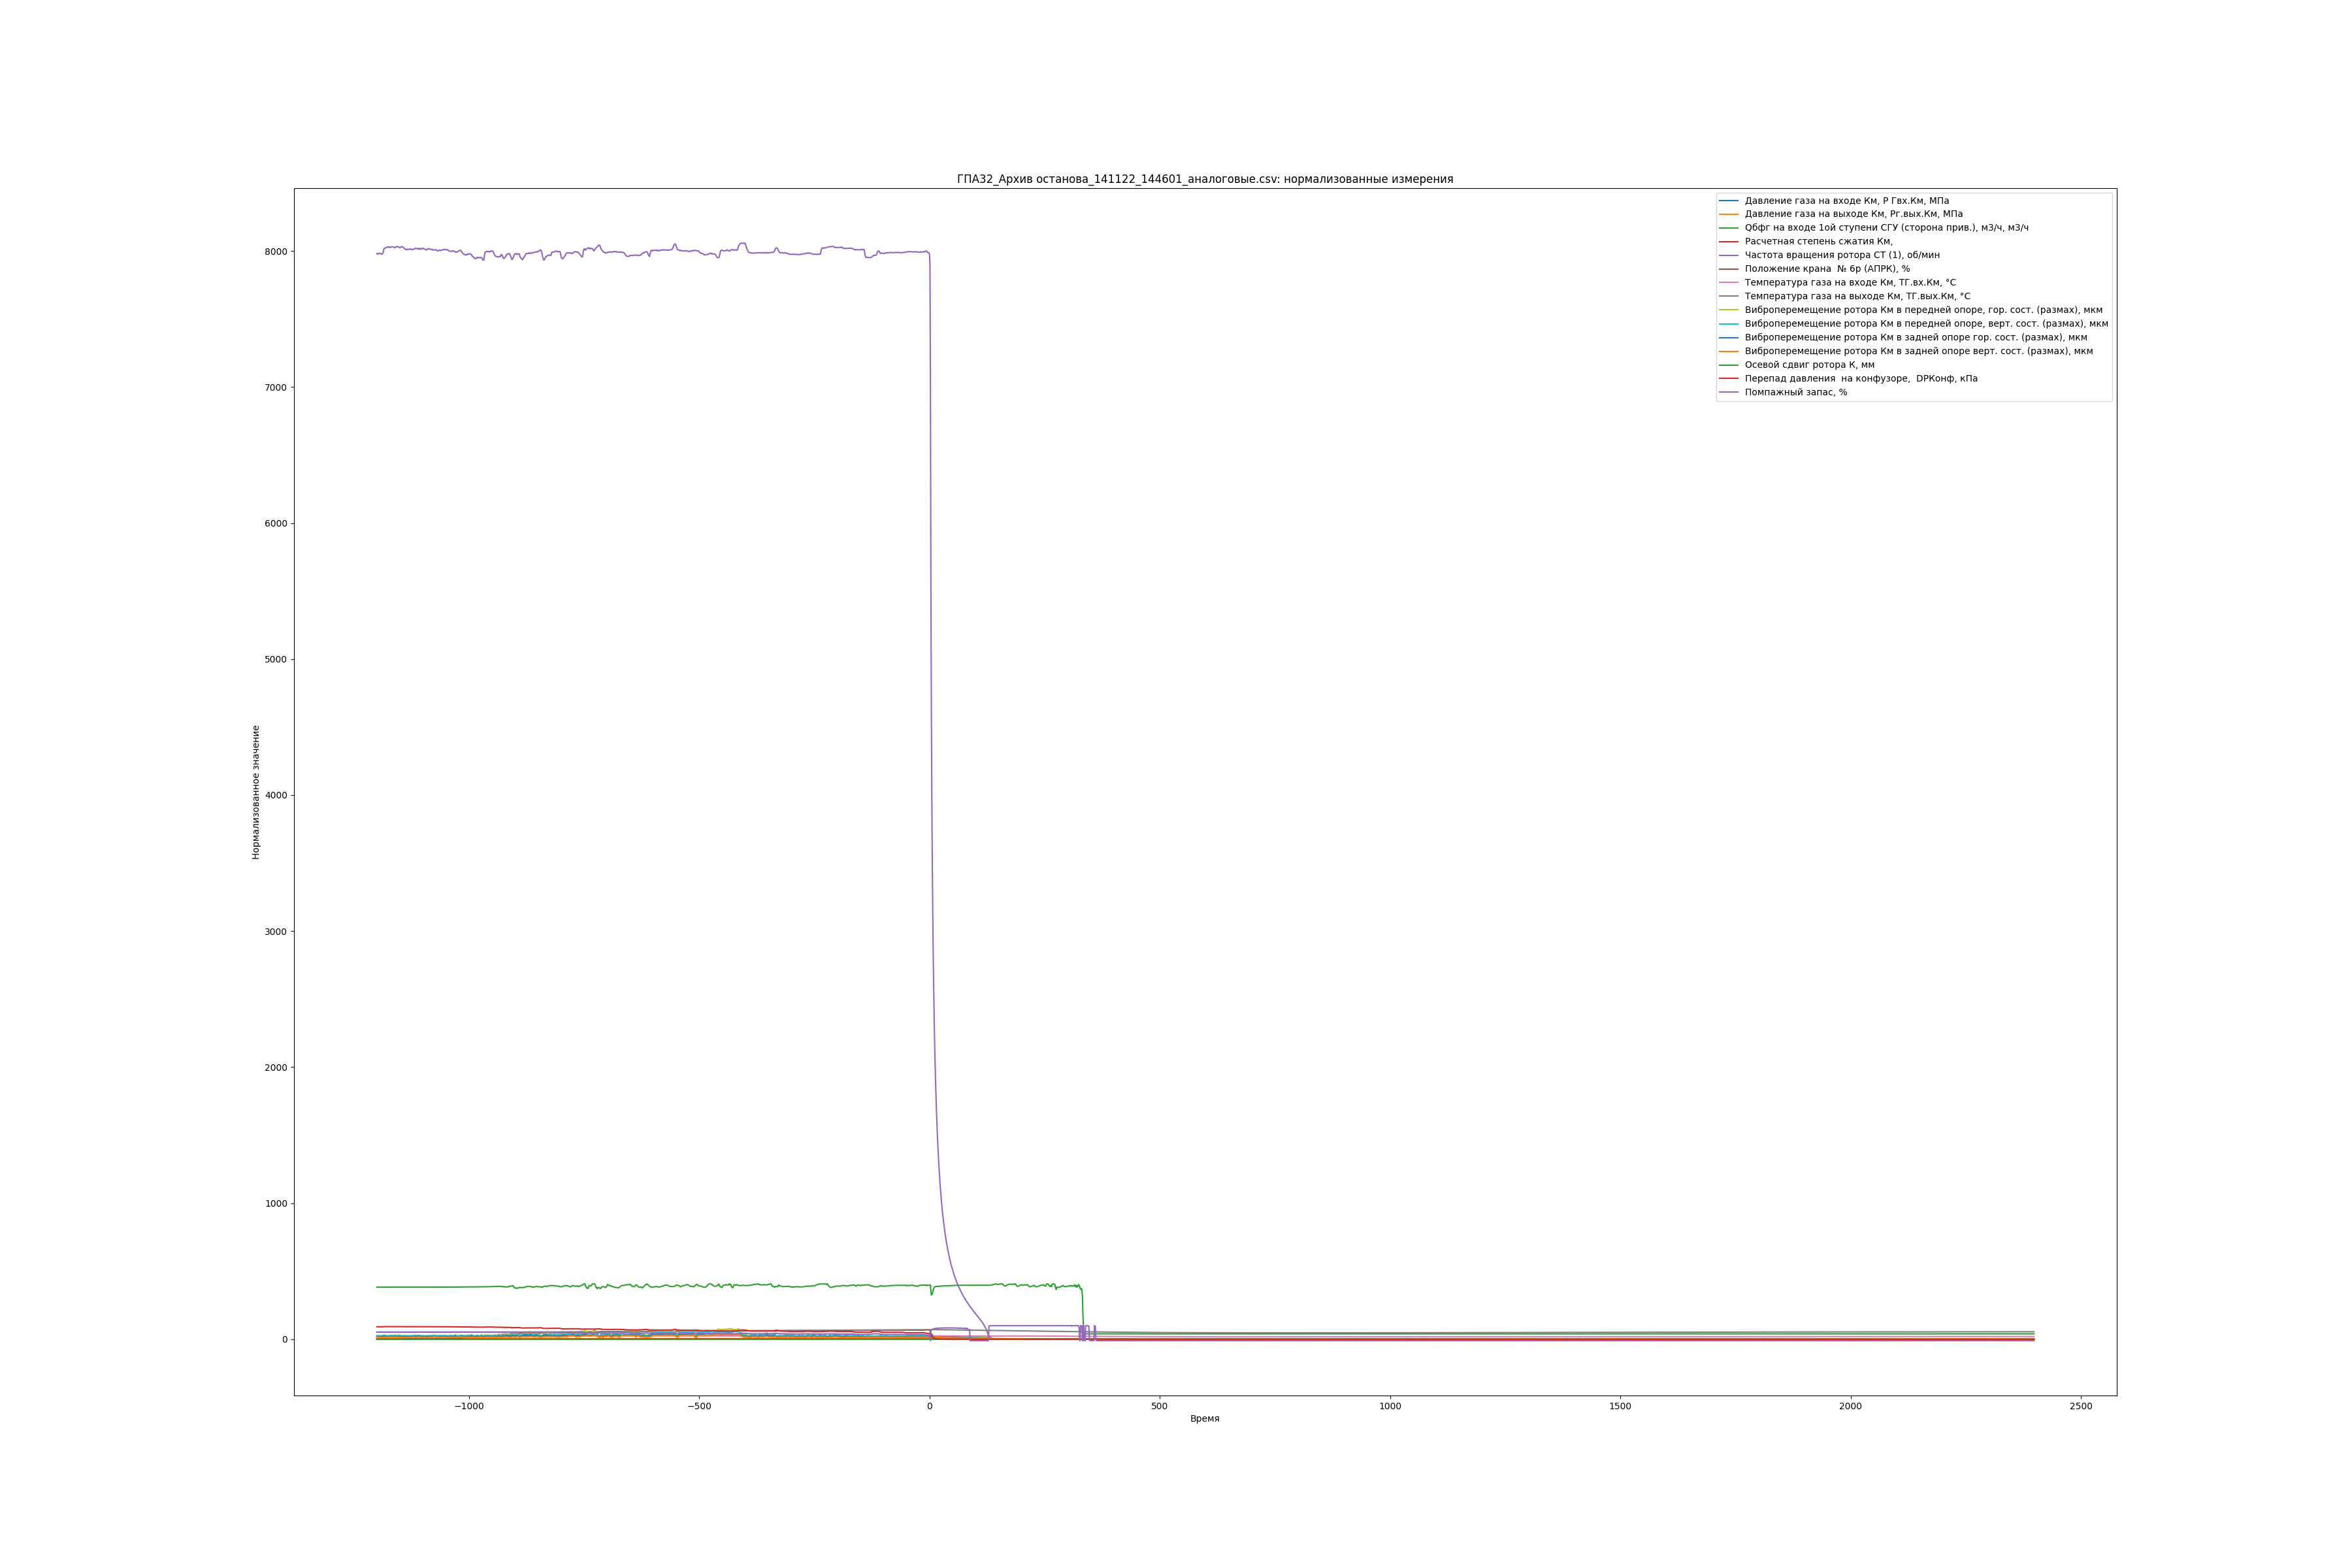 ГПА32_Архив останова_141122_144601_аналоговые.csv: нормализованные измерения
Давление газа на входе Км, Р Гвх.Км, МПа
Давление газа на выходе Км, Рг.вых.Км, МПа
Qбфг на входе 1ой ступени СГУ (сторона прив.), м3/ч, м3/ч
Расчетная степень сжатия Км,
Частота вращения ротора СТ (1), об/мин
Положение крана  № 6р (АПРК), %
Температура газа на входе Км, ТГ.вх.Км, °С
Температура газа на выходе Км, ТГ.вых.Км, °С
Виброперемещение ротора Км в передней опоре, гор. сост. (размах), мкм
Виброперемещение ротора Км в передней опоре, верт. сост. (размах), мкм
Виброперемещение ротора Км в задней опоре гор. сост. (размах), мкм
Виброперемещение ротора Км в задней опоре верт. сост. (размах), мкм
Осевой сдвиг ротора К, мм
Перепад давления  на конфузоре,  DPКонф, кПа
Помпажный запас, %
8000
7000
6000
5000
4000
3000
2000
1000
0
Нормализованное значение
−1000
−500
0
500
1000
1500
2000
2500
Время